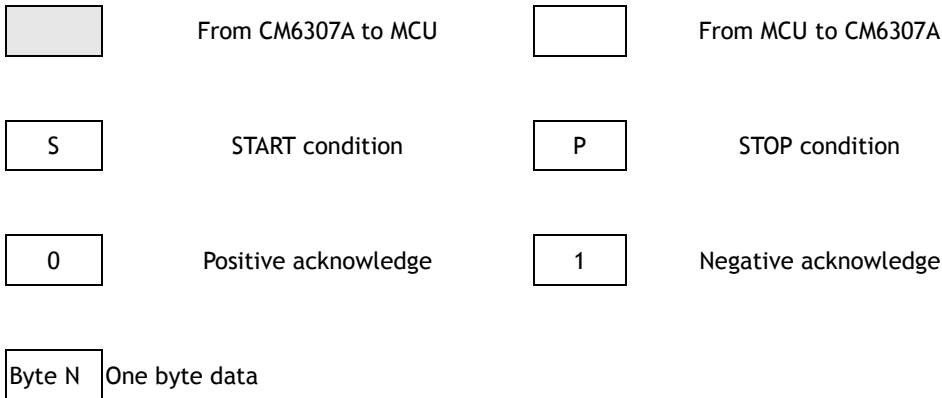 From CM6307A to MCU From MCU to CM6307A
S START condition P STOP condition
0 Positive acknowledge 1 Negative acknowledge
Byte N One byte data